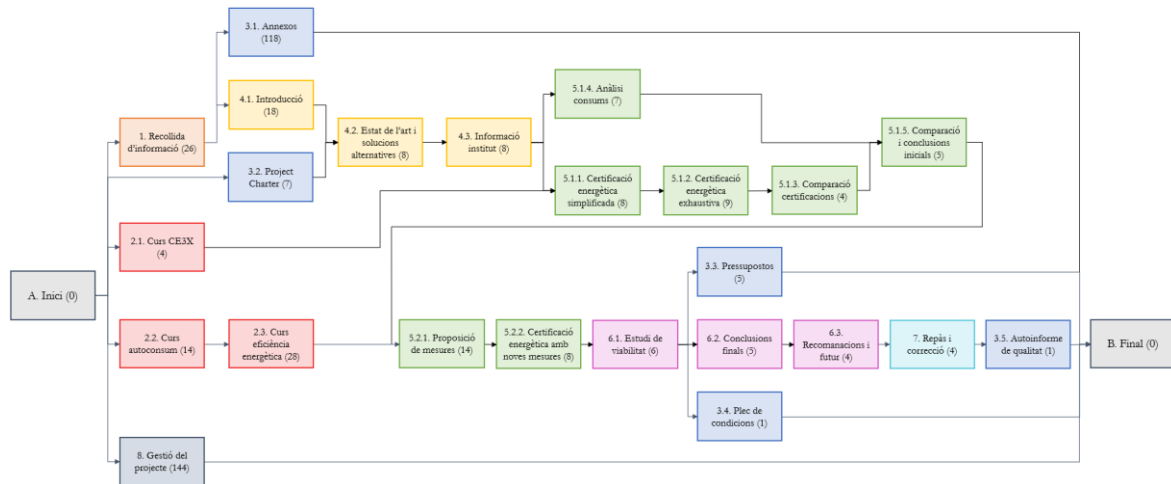 3.1. Annexos
(118)
4.1. Introducció
(18)
5.1.4. Anàlisi
consums (7)
1. Recollida
d'informació (26)
4.2. Estat de l'art i
solucions
alternatives (8)
4.3. Informació
institut (8)
5.1.5. Comparació
i conclusions
inicials (5)
3.2. Project
Charter (7)
5.1.1. Certificació
energètica
simplificada (8)
5.1.2. Certificació
energètica
exhaustiva (9)
5.1.3. Comparació
certificacions (4)
2.1. Curs CE3X
(4)
A. Inici (0)
3.3. Pressupostos
(5)
2.2. Curs
autoconsum (14)
2.3. Curs
eficiència
energètica (28)
5.2.1. Proposició
de mesures (14)
5.2.2. Certificació
energètica amb
noves mesures (8)
6.1. Estudi de
viabilitat (6)
6.2. Conclusions
finals (5)
6.3.
Recomanacions i
futur (4)
7. Repàs i
correcció (4)
3.5. Autoinforme
de qualitat (1)
B. Final (0)
3.4. Plec de
condicions (1)
8. Gestió del
projecte (144)